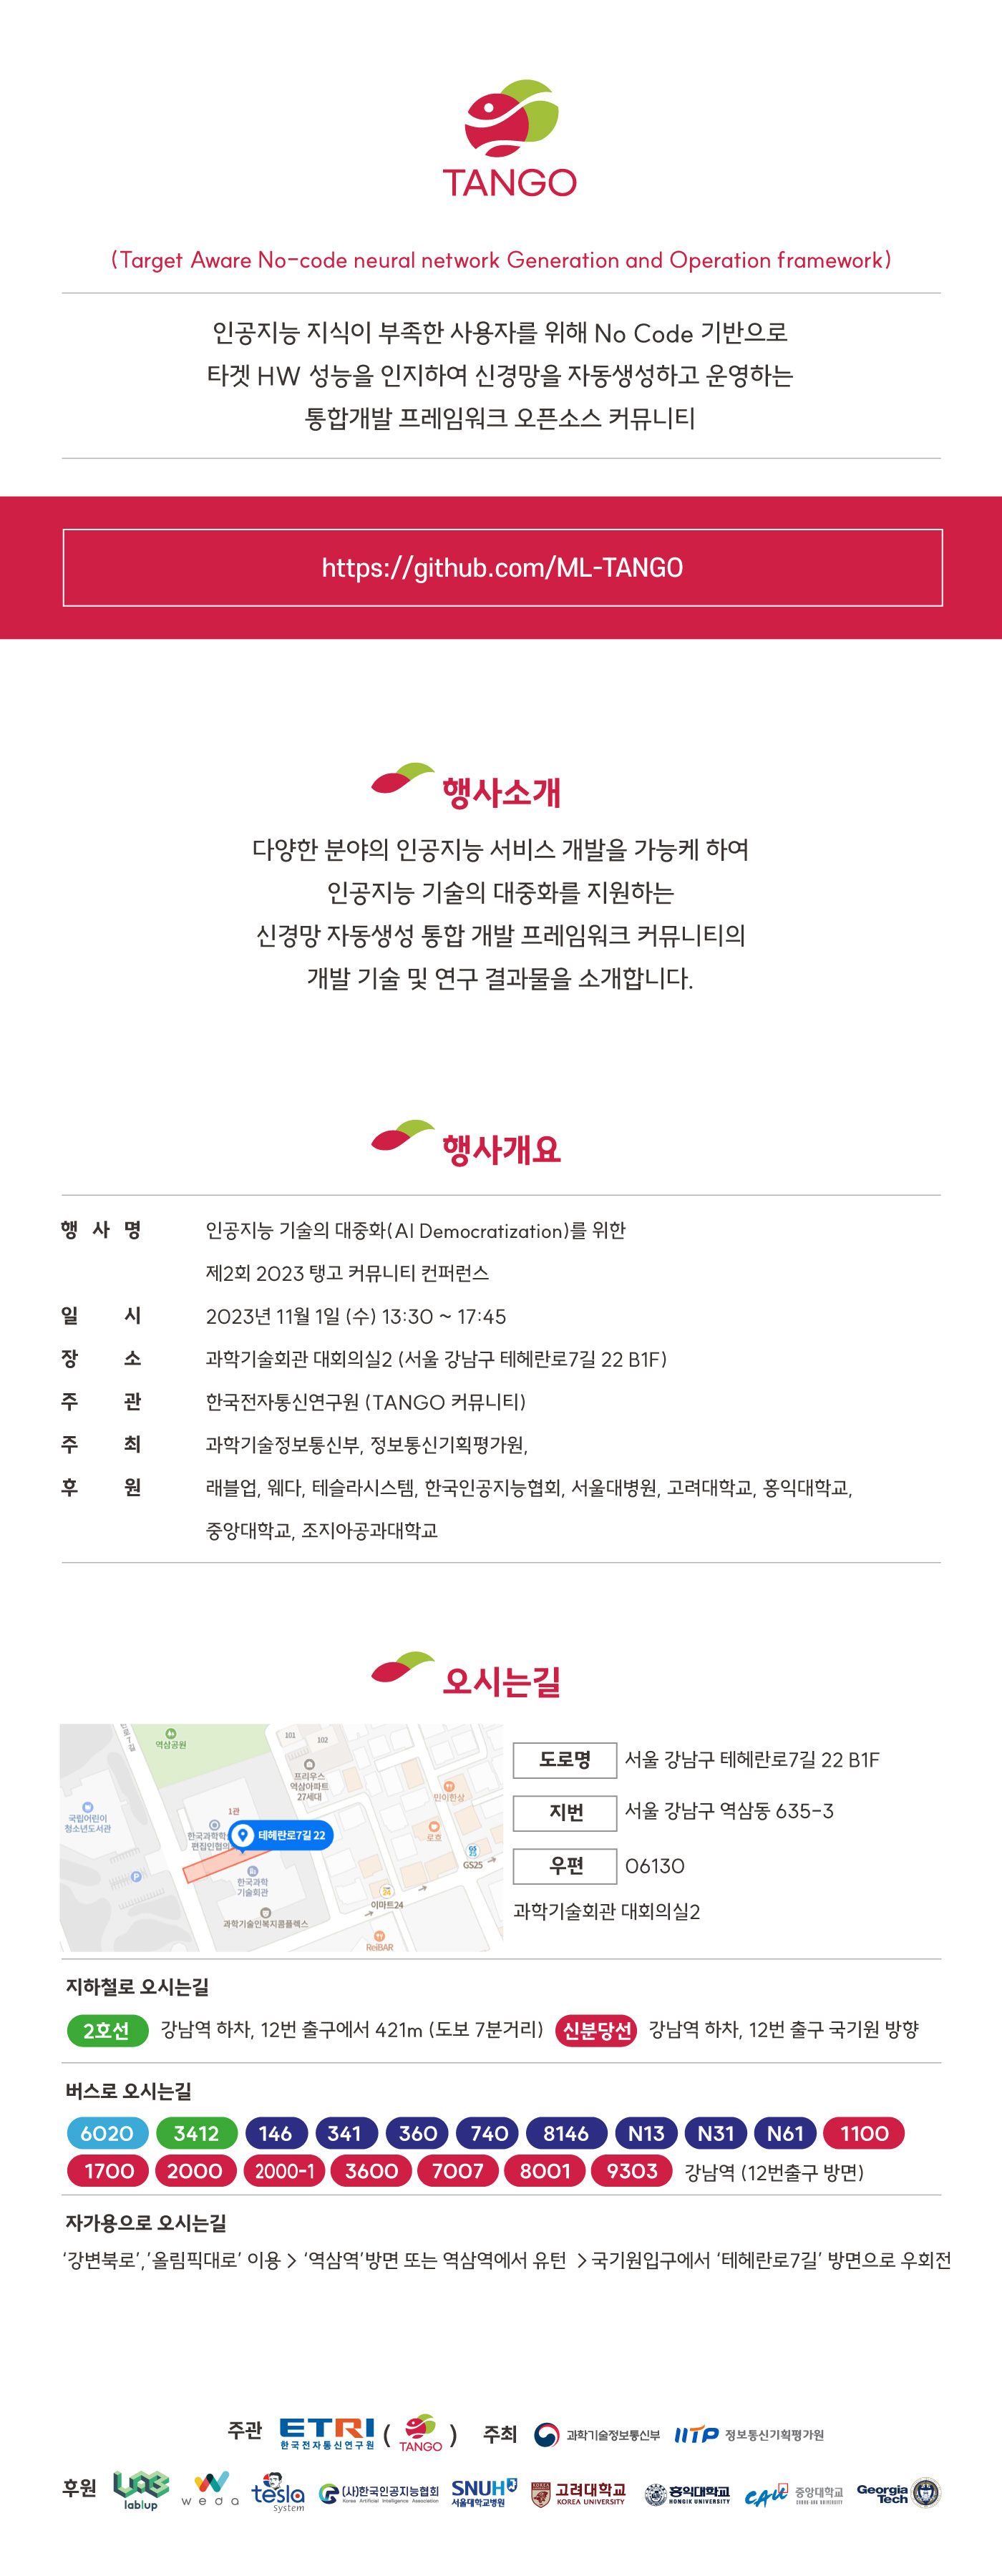 TANGO
(Target Aware No-code neural network Generation and Operation framework)
인공지능 지식이 부족한 사용자를 위해 No Code 기반으로
타겟 HW 성능을 인지하여 신경망을 자동생성하고 운영하는
통합개발 프레임워크 오픈소스 커뮤니티
https://github.com/ML-TANGO
행사소개
다양한 분야의 인공지능 서비스 개발을 가능케 하여
인공지능 기술의 대중화를 지원하는
신경망 자동생성 통합 개발 프레임워크 커뮤니티의
개발 기술 및 연구 결과물을 소개합니다.
행사개요
행 사 명 인공지능 기술의 대중화(AI Democratization)를 위한
제2회 2023 탱고 커뮤니티 컨퍼런스
일 시 2023년 11월 1일 (수) 13:30 ~ 17:45
장 소 과학기술회관 대회의실2 (서울 강남구 테헤란로7길 22 B1F)
주 관 한국전자통신연구원 (TANGO 커뮤니티)
주 최 과학기술정보통신부, 정보통신기획평가원,
후 원 래블업, 웨다, 테슬라시스템, 한국인공지능협회, 서울대병원, 고려대학교, 홍익대학교,
중앙대학교, 조지아공과대학교
오시는길
역삼공원
101
102
프리우스
역삼아파트
27세대
민이한상
국립어린이
청소년도서관
1관
한국과학학
편집인협의
테헤란로7길 22
로흐
GS25
P
한국과학
기술회관
이마트24
과학기술인복지콤플렉스
ReiBAR
도로명 서울 강남구 테헤란로7길 22 B1F
지번 서울 강남구 역삼동 635-3
우편 06130
과학기술회관 대회의실2
지하철로 오시는길
2호선 강남역 하차, 12번 출구에서 421m (도보 7분거리) 신분당선 강남역 하차, 12번 출구 국기원 방향
버스로 오시는길
6020 3412 146 341 360 740 8146 N13 N31 N61 1100
1700 2000 2000-1 3600 7007 8001 9303 강남역 (12번출구 방면)
자가용으로 오시는길
‘강변북로’,’올림픽대로’ 이용 > ‘역삼역’방면 또는 역삼역에서 유턴 > 국기원입구에서 ‘테헤란로7길’ 방면으로 우회전
주관 ETRI 한국전자통신연구원 ( TANGO ) 주최 과학기술정보통신부 IITP 정보통신기획평가원
후원 lablup weda tesla System (사)한국인공지능협회 Korea Artificial Intelligence Association SNUH 서울대학교병원 고려대학교 KOREA UNIVERSITY 홍익대학교 HONGIK UNIVERSITY CAU 중앙대학교 CHUNG-ANG UNIVERSITY Georgia Tech